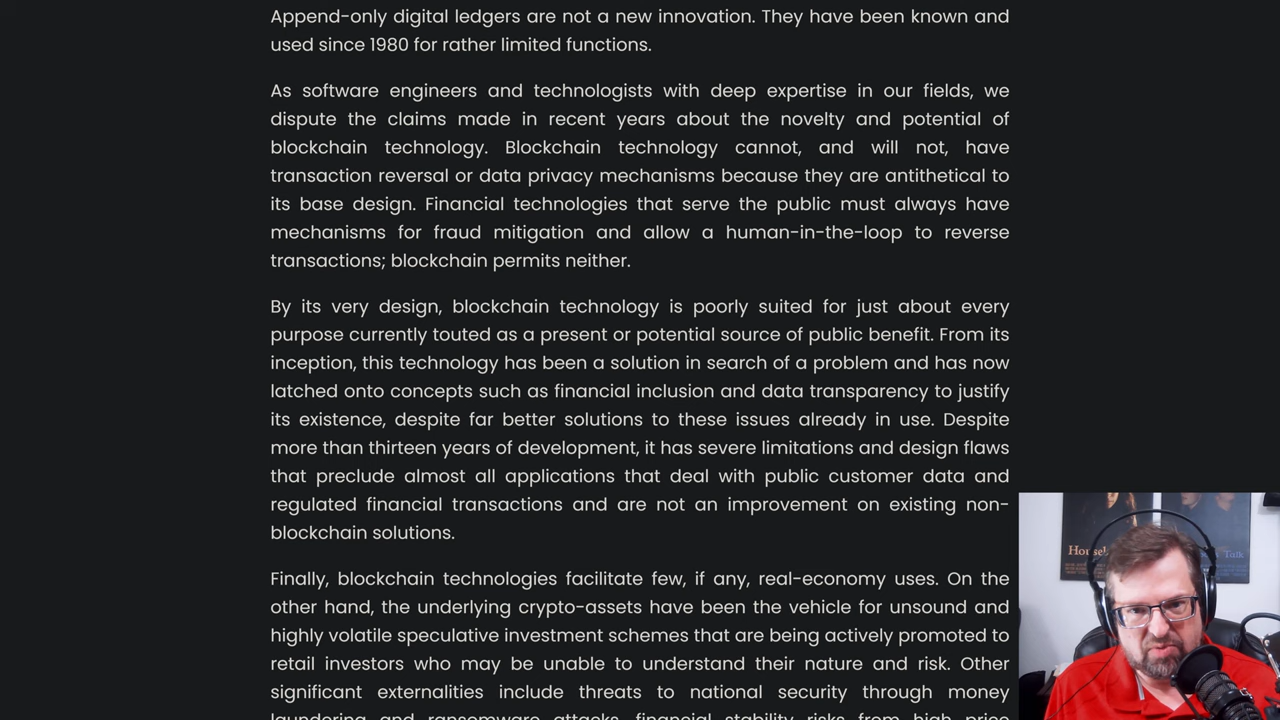 Append-only digital ledgers are not a new innovation. They have been known and
used since 1980 for rather limited functions.
As software engineers and technologists with deep expertise in our fields, we
dispute the claims made in recent years about the novelty and potential of
blockchain technology. Blockchain technology cannot, and will not, have
transaction reversal or data privacy mechanisms because they are antithetical to
its base design. Financial technologies that serve the public must always have
mechanisms for fraud mitigation and allow a human-in-the-loop to reverse
transactions; blockchain permits neither.
By its very design, blockchain technology is poorly suited for just about every
purpose currently touted as a present or potential source of public benefit. From its
inception, this technology has been a solution in search of a problem and has now
latched onto concepts such as financial inclusion and data transparency to justify
its existence, despite far better solutions to these issues already in use. Despite
more than thirteen years of development, it has severe limitations and design flaws
that preclude almost all applications that deal with public customer data and
regulated financial transactions and are not an improvement on existing non-
blockchain solutions.
Finally, blockchain technologies facilitate few, if any, real-economy uses. On the
other hand, the underlying crypto-assets have been the vehicle for unsound and
highly volatile speculative investment schemes that are being actively promoted to
retail investors who may be unable to understand their nature and risk. Other
significant externalities include threats to national security through money
laundering and ransomware attacks, financial stability risks from high price
Househ
Talk